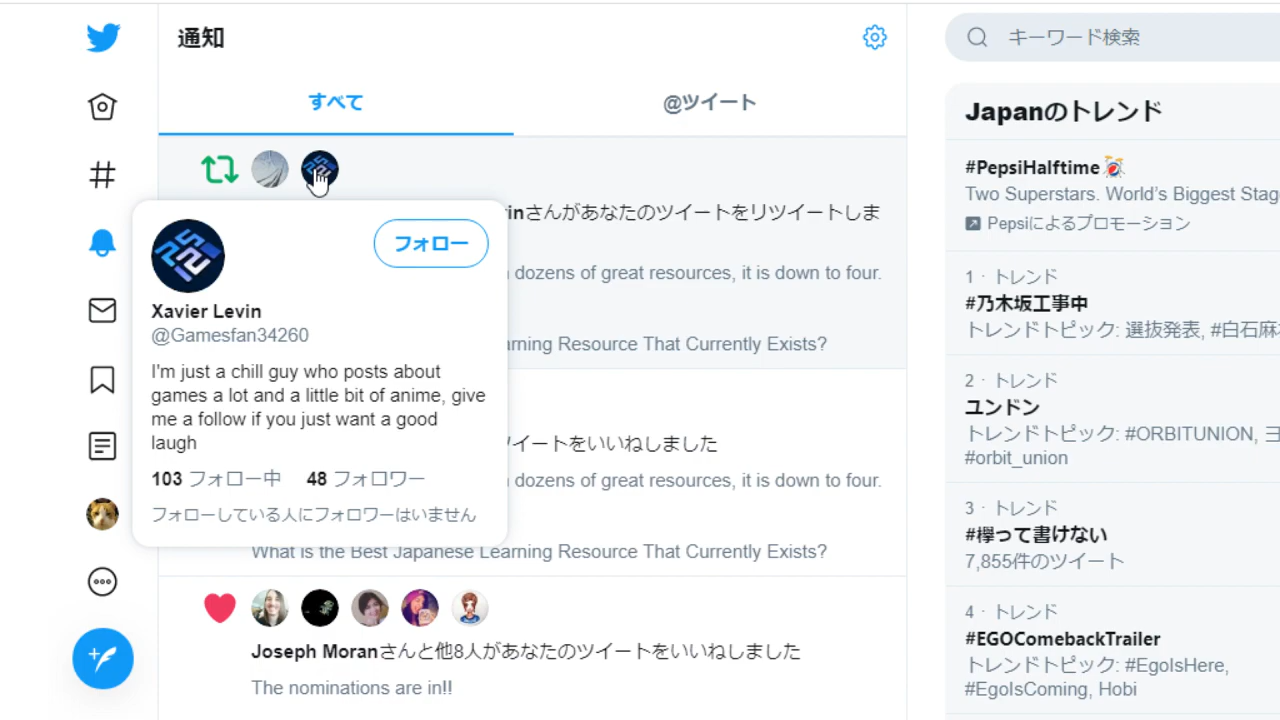 通知
すべて
@ツイート
inさんがあなたのツイートをリツイートしま
dozens of great resources, it is down to four.
rning Resource That Currently Exists?
フォロー
Xavier Levin
@Gamesfan34260
I'm just a chill guy who posts about
games a lot and a little bit of anime, give
me a follow if you just want a good
laugh
103 フォロー中 48 フォロワー
フォローしている人にフォロワーはいません
ツイートをいいねしました
dozens of great resources, it is down to four.
What is the Best Japanese Learning Resource That Currently Exists?
Joseph Moranさんと他8人があなたのツイートをいいねしました
The nominations are in!!
キーワード検索
Japanのトレンド
#PepsiHalftime
Two Superstars. World's Biggest Stag
Pepsiによるプロモーション
1 · トレンド
#乃木坂工事中
トレンドトピック: 選抜発表, #白石麻
2 · トレンド
ユンドン
トレンドトピック: #ORBITUNION, ヨ
#orbit_union
3 · トレンド
#欅って書けない
7,855件のツイート
4 · トレンド
#EGOComebackTrailer
トレンドトピック: #EgoIsHere,
#EgoIsComing, Hobi